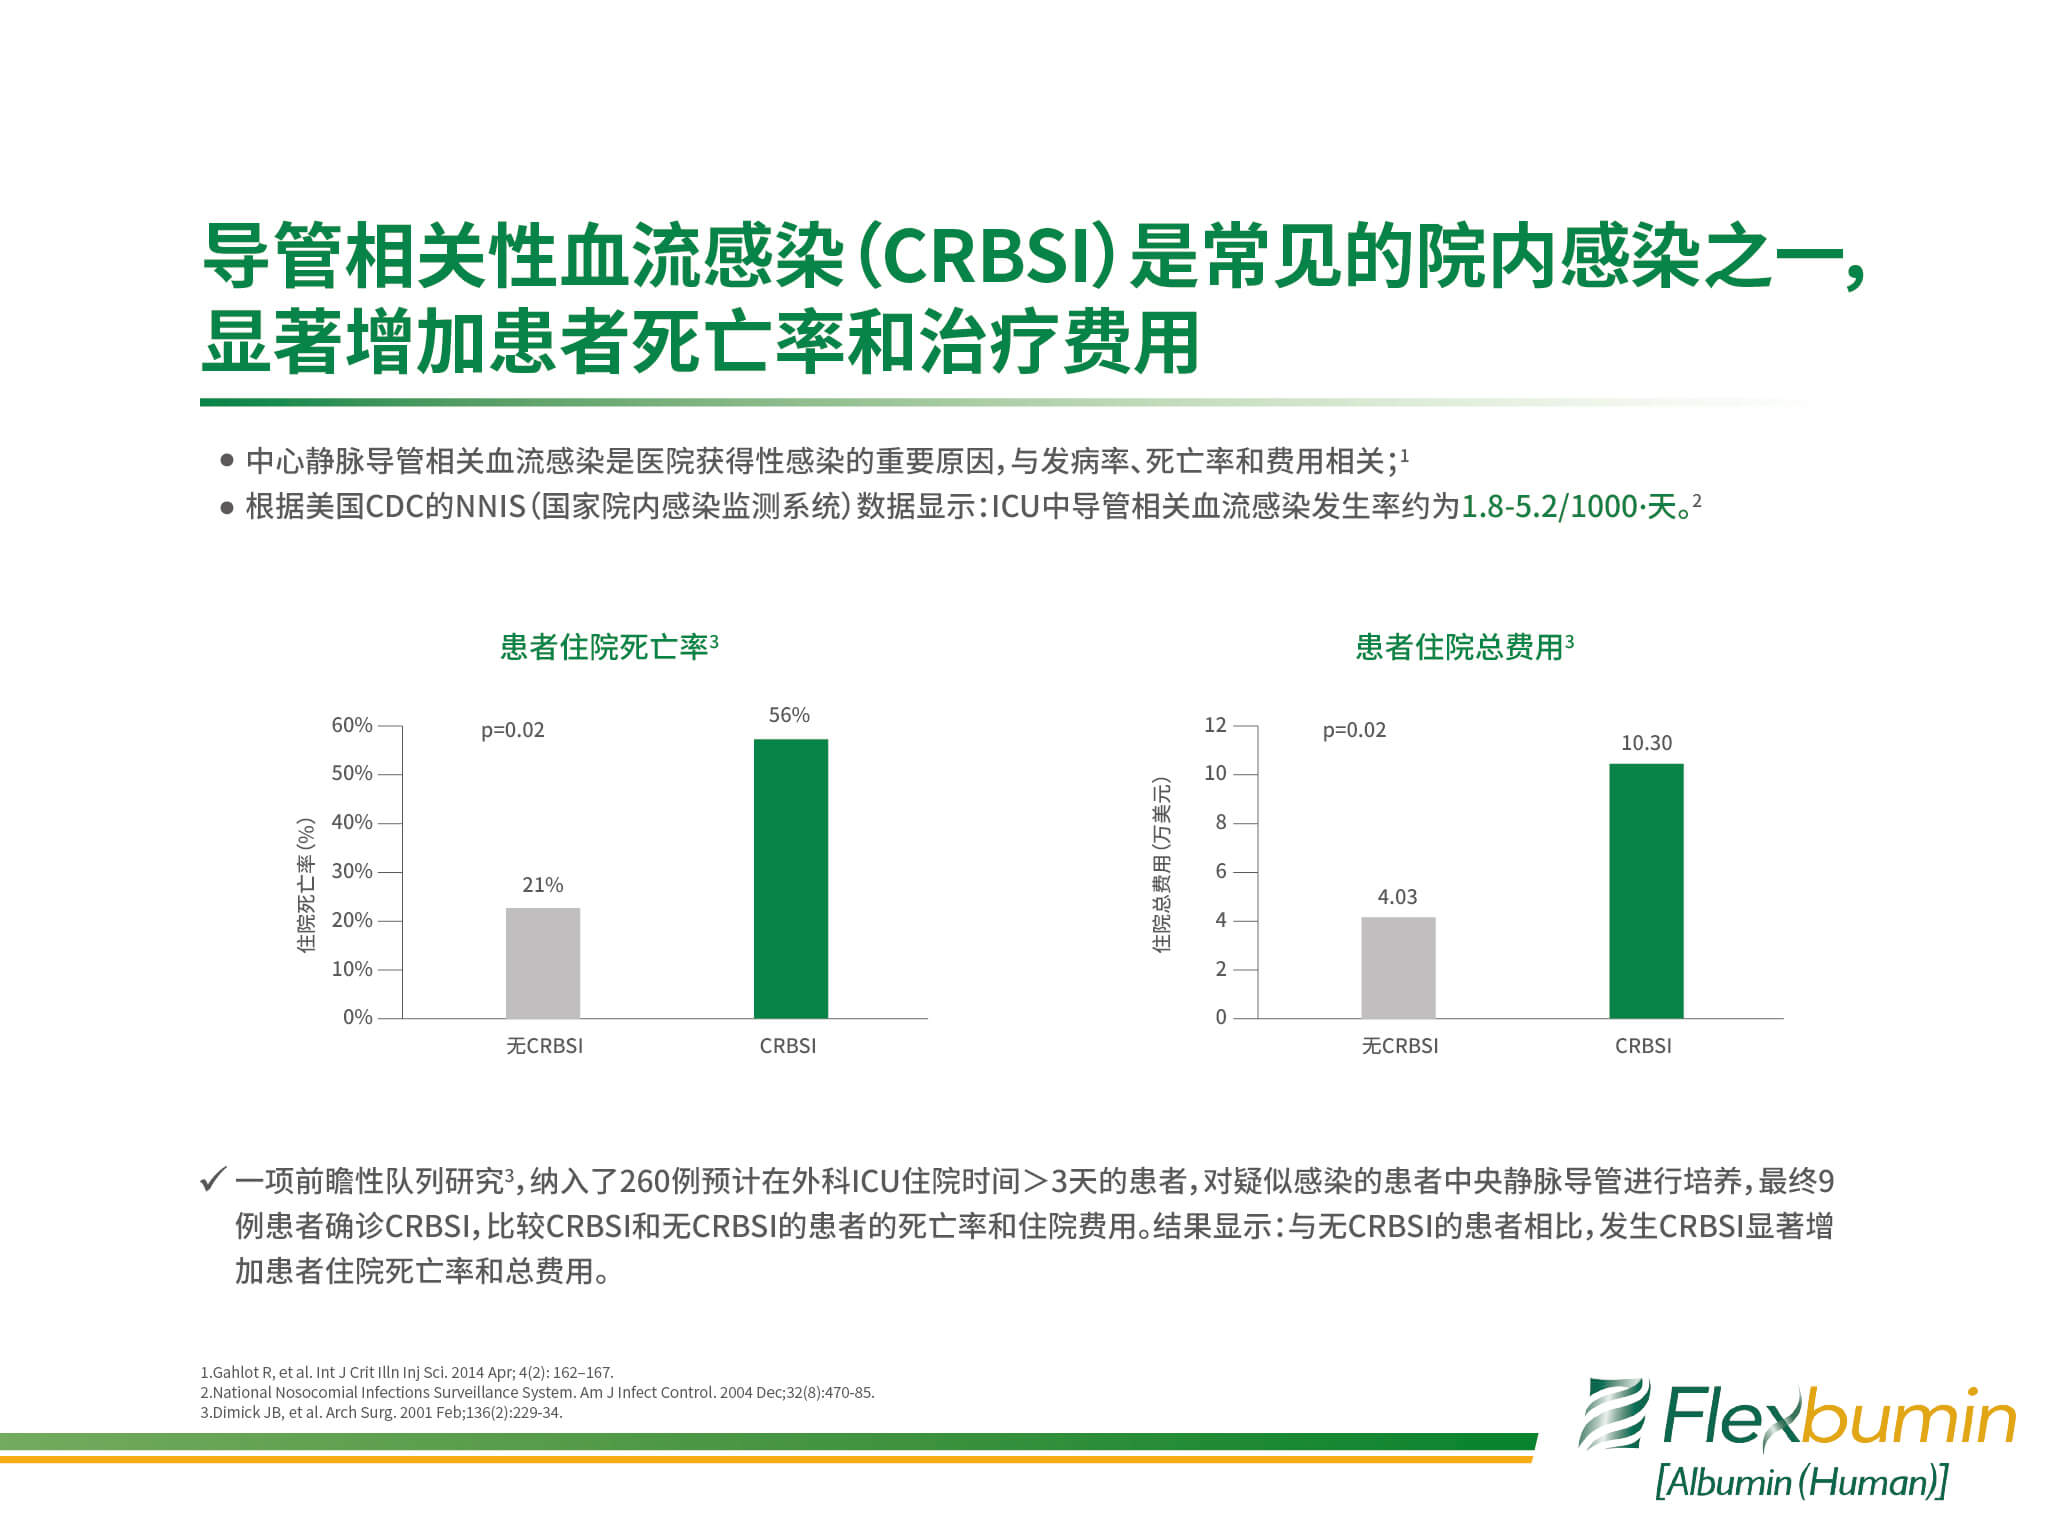 导管相关性血流感染（CRBSI）是常见的院内感染之一，
显著增加患者死亡率和治疗费用
● 中心静脉导管相关血流感染是医院获得性感染的重要原因，与发病率、死亡率和费用相关；1
● 根据美国CDC的NNIS（国家院内感染监测系统）数据显示：ICU中导管相关血流感染发生率约为1.8-5.2/1000·天。2
患者住院死亡率3
住院死亡率（%）
60%
50%
40%
30%
20%
10%
0%
p=0.02
21%
56%
无CRBSI
CRBSI
患者住院总费用3
住院总费用（万美元）
12
10
8
6
4
2
0
p=0.02
4.03
10.30
无CRBSI
CRBSI
✓ 一项前瞻性队列研究3，纳入了260例预计在外科ICU住院时间＞3天的患者，对疑似感染的患者中央静脉导管进行培养，最终9
例患者确诊CRBSI，比较CRBSI和无CRBSI的患者的死亡率和住院费用。结果显示：与无CRBSI的患者相比，发生CRBSI显著增
加患者住院死亡率和总费用。
1.Gahlot R, et al. Int J Crit Illn Inj Sci. 2014 Apr; 4(2): 162–167.
2.National Nosocomial Infections Surveillance System. Am J Infect Control. 2004 Dec;32(8):470-85.
3.Dimick JB, et al. Arch Surg. 2001 Feb;136(2):229-34.
Flexbumin
[Albumin (Human)]